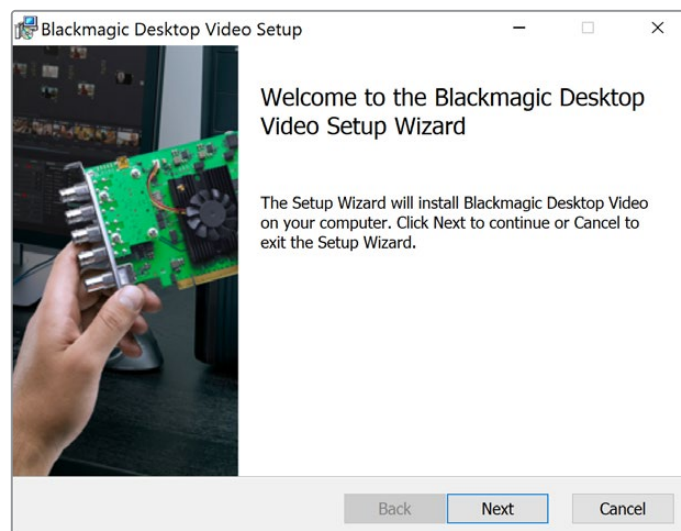 Blackmagic Desktop Video Setup
Welcome to the Blackmagic Desktop
Video Setup Wizard
The Setup Wizard will install Blackmagic Desktop Video
on your computer. Click Next to continue or Cancel to
exit the Setup Wizard.
Back
Next
Cancel